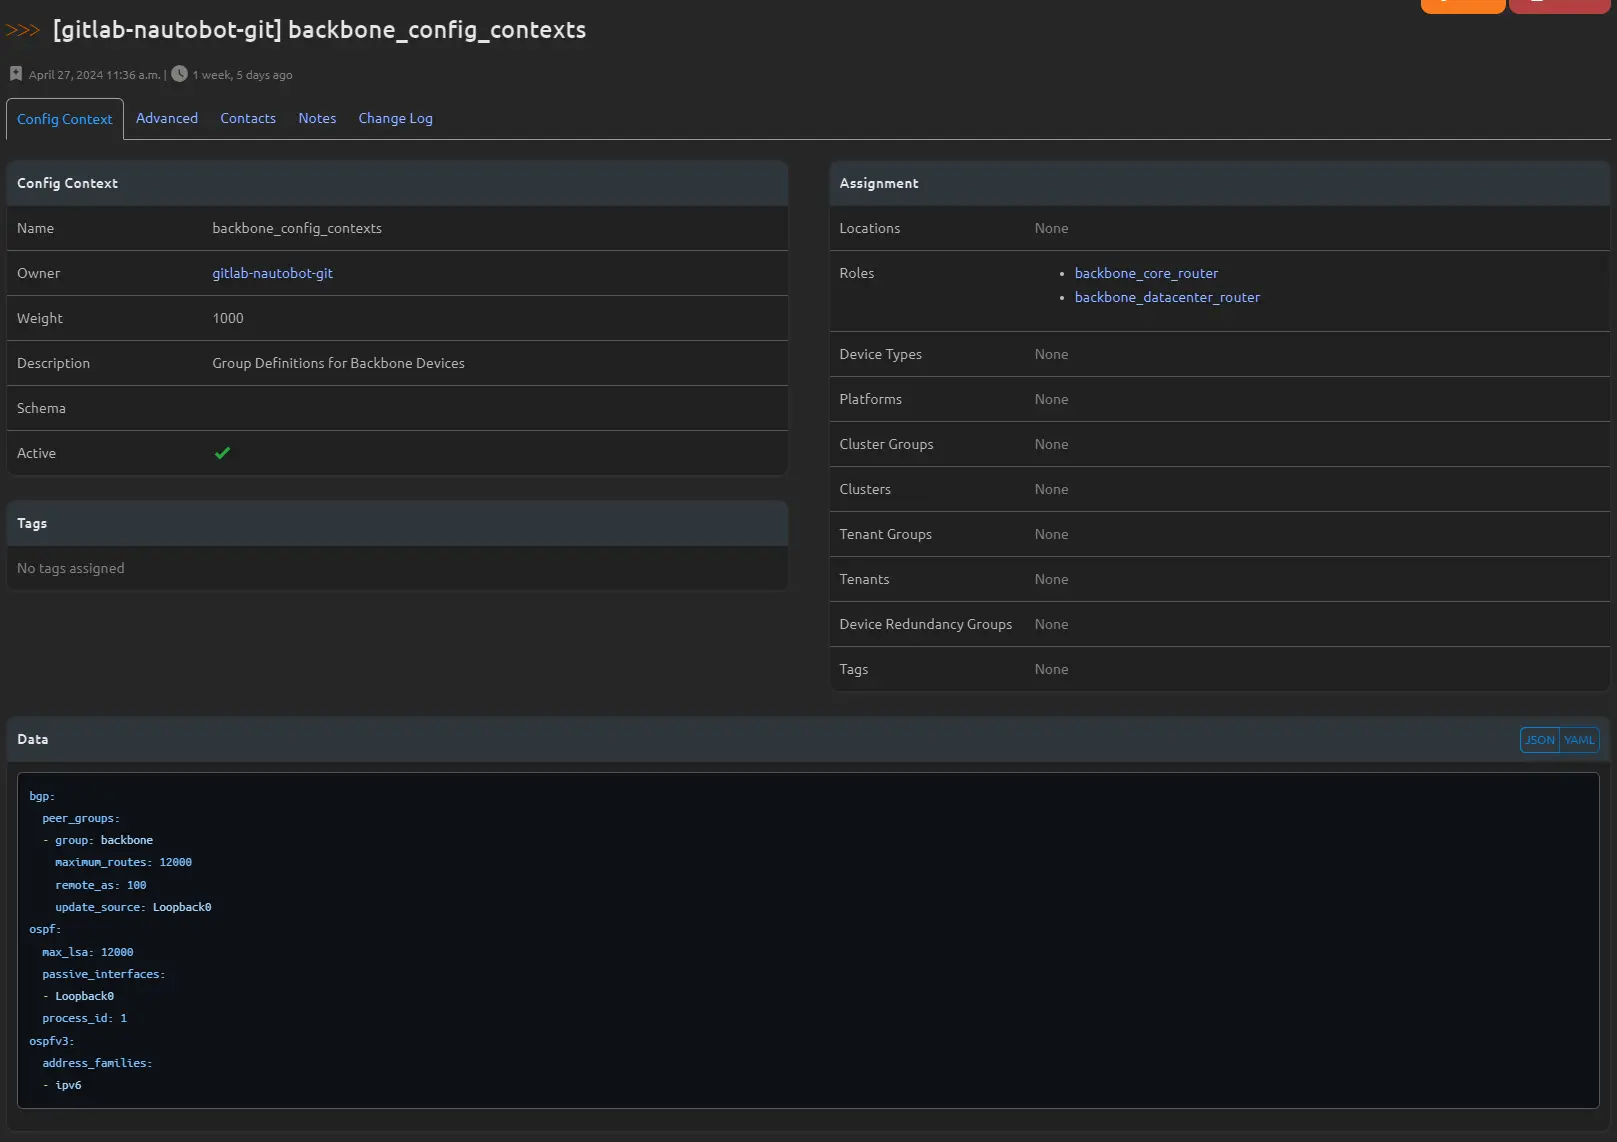 >>> [gitlab-nautobot-git] backbone_config_contexts
April 27, 2024 11:36 a.m. | 1 week, 5 days ago
Config Context Advanced Contacts Notes Change Log
Config Context
Name backbone_config_contexts
Owner gitlab-nautobot-git
Weight 1000
Description Group Definitions for Backbone Devices
Schema
Active
Tags
No tags assigned
Assignment
Locations None
Roles • backbone_core_router
• backbone_datacenter_router
Device Types None
Platforms None
Cluster Groups None
Clusters None
Tenant Groups None
Tenants None
Device Redundancy Groups None
Tags None
Data JSON YAML
bgp:
  peer_groups:
  - group: backbone
    maximum_routes: 12000
    remote_as: 100
    update_source: Loopback0
ospf:
  max_lsa: 12000
  passive_interfaces:
  - Loopback0
  process_id: 1
ospfv3:
  address_families:
  - ipv6